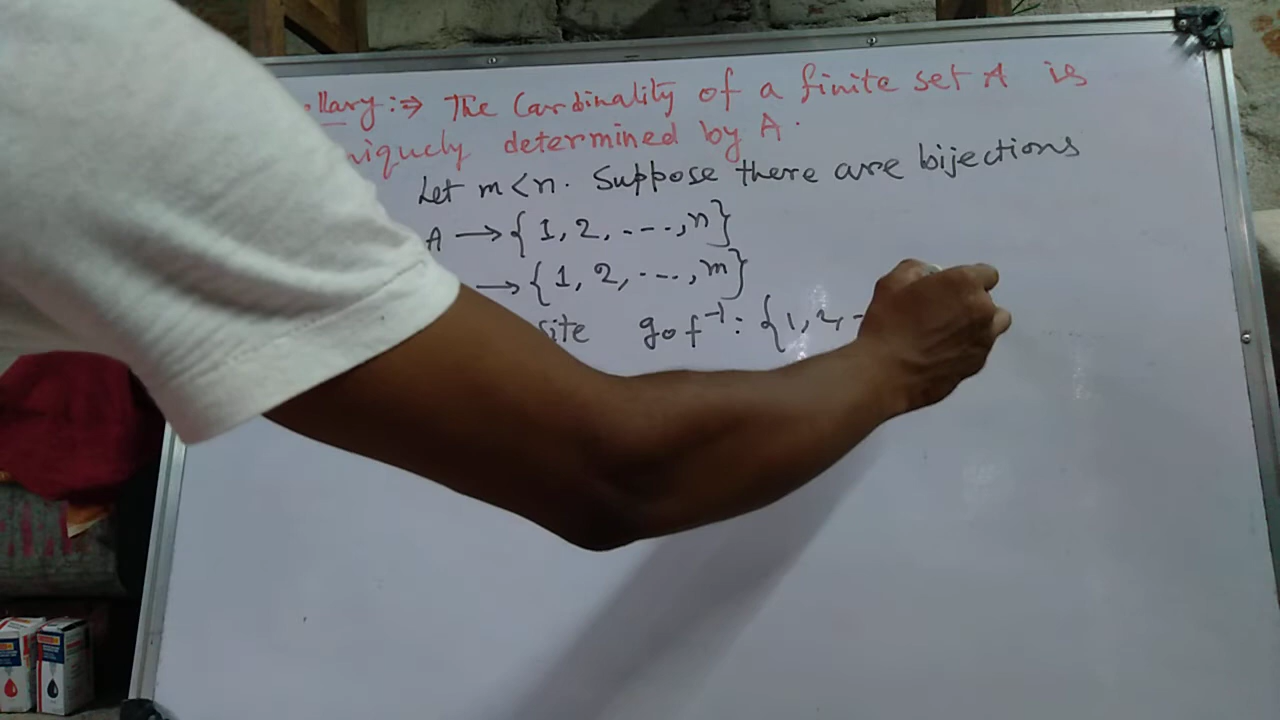 llary:⇒ The Cardinality of a finite set A is
niquely determined by A.
Let m<n. Suppose there are bijections
A → {1, 2, ----, n}
→ {1, 2, ----, m}
site gof⁻¹: {1, 2, -